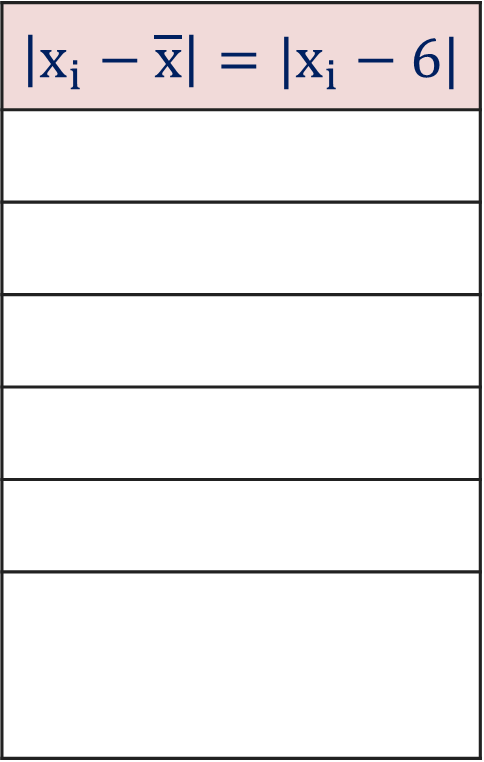 |xᵢ − x̅| = |xᵢ − 6|